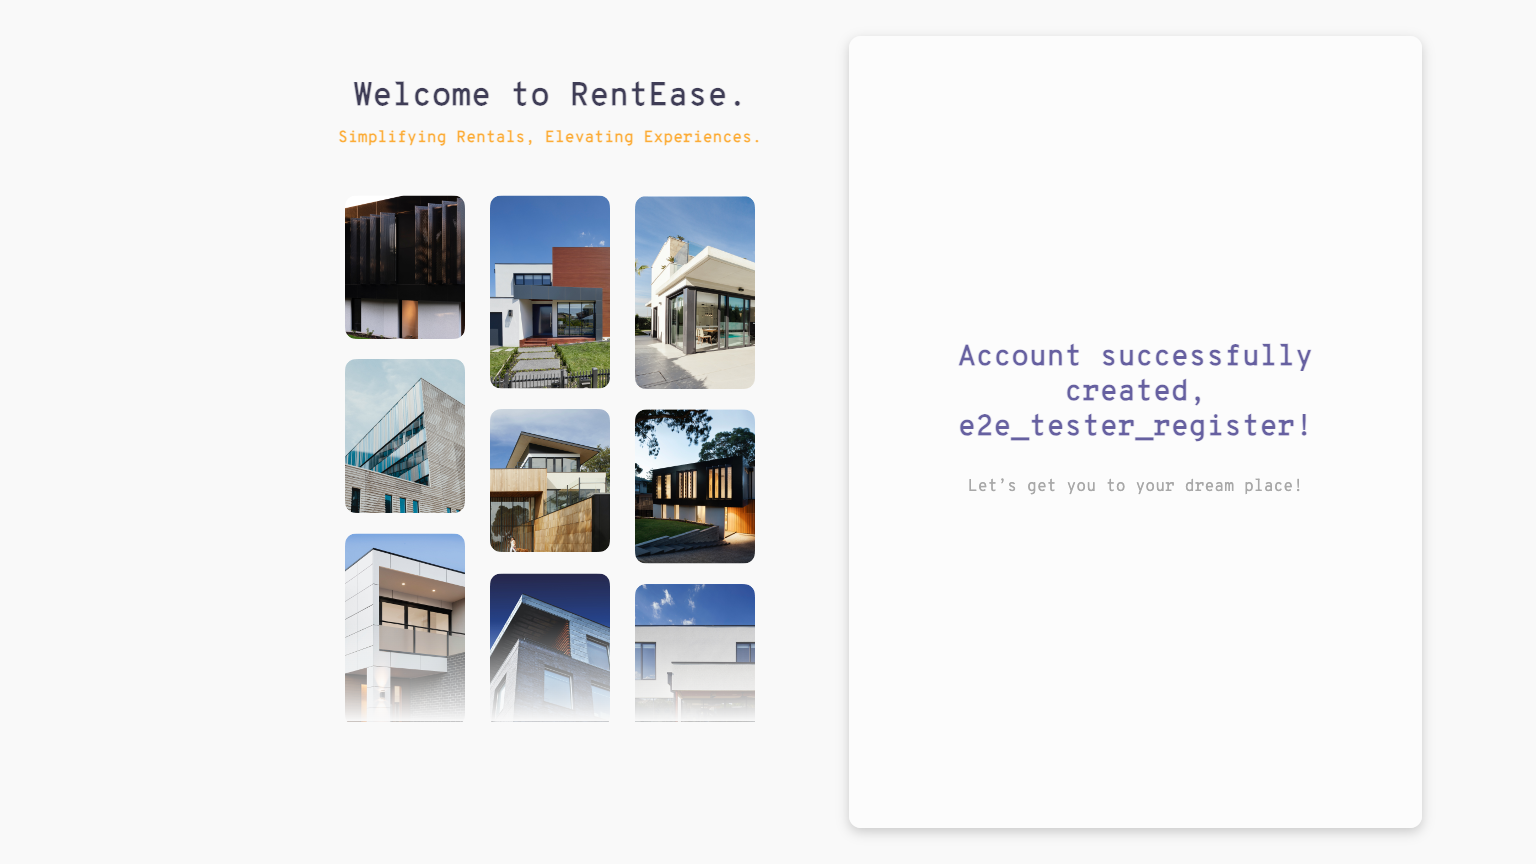 Welcome to RentEase.
Simplifying Rentals, Elevating Experiences.
Account successfully
created,
e2e_tester_register!
Let’s get you to your dream place!